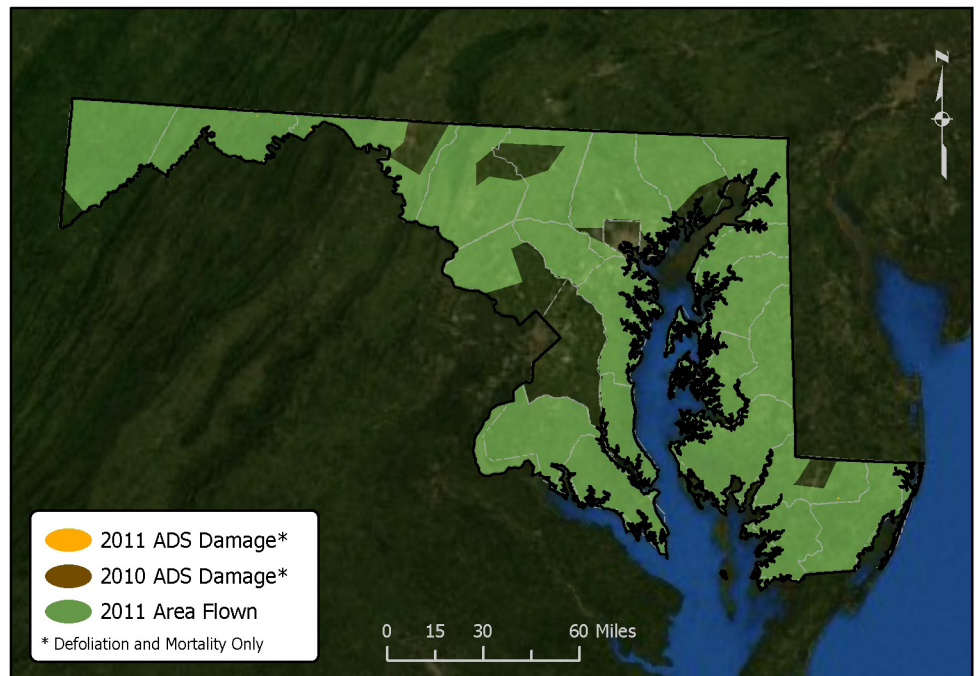 N
2011 ADS Damage*
2010 ADS Damage*
2011 Area Flown
* Defoliation and Mortality Only
0 15 30 60 Miles